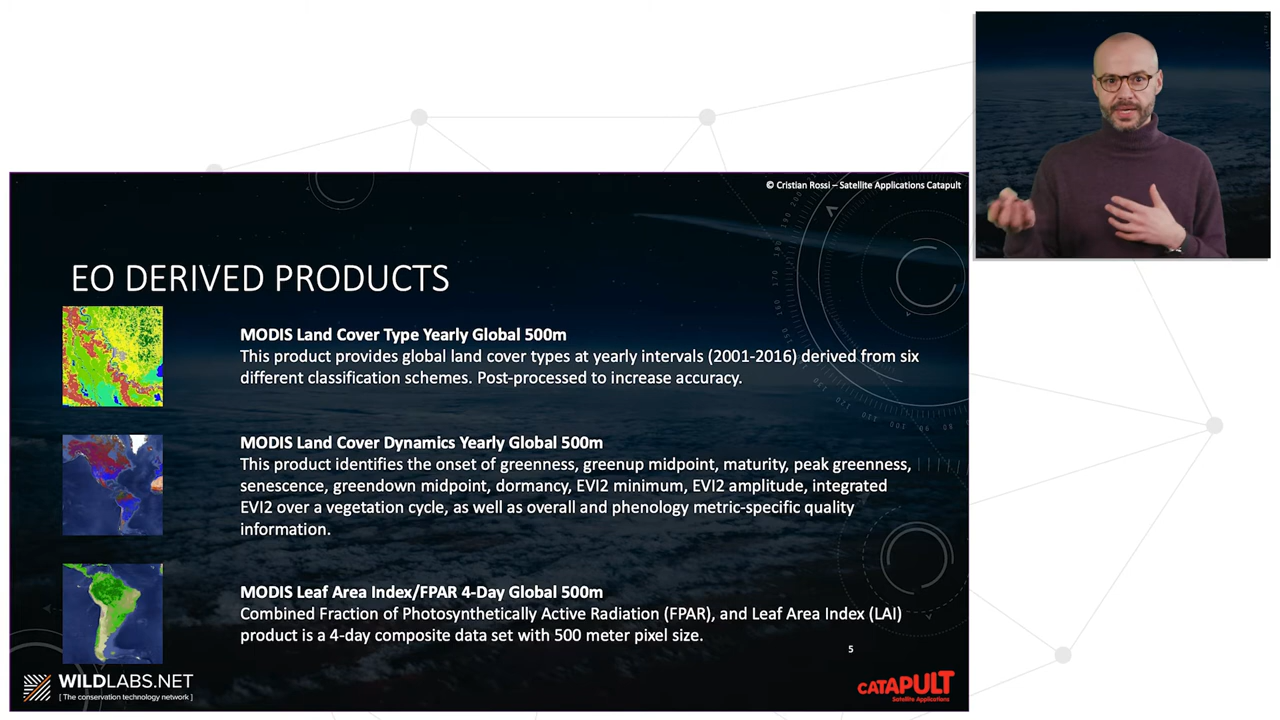 © Cristian Rossi – Satellite Applications Catapult
EO DERIVED PRODUCTS
MODIS Land Cover Type Yearly Global 500m
This product provides global land cover types at yearly intervals (2001-2016) derived from six
different classification schemes. Post-processed to increase accuracy.
MODIS Land Cover Dynamics Yearly Global 500m
This product identifies the onset of greenness, greenup midpoint, maturity, peak greenness,
senescence, greendown midpoint, dormancy, EVI2 minimum, EVI2 amplitude, integrated
EVI2 over a vegetation cycle, as well as overall and phenology metric-specific quality
information.
MODIS Leaf Area Index/FPAR 4-Day Global 500m
Combined Fraction of Photosynthetically Active Radiation (FPAR), and Leaf Area Index (LAI)
product is a 4-day composite data set with 500 meter pixel size.
5
WILDLABS.NET
[ The conservation technology network ]
CATAPULT
Satellite Applications